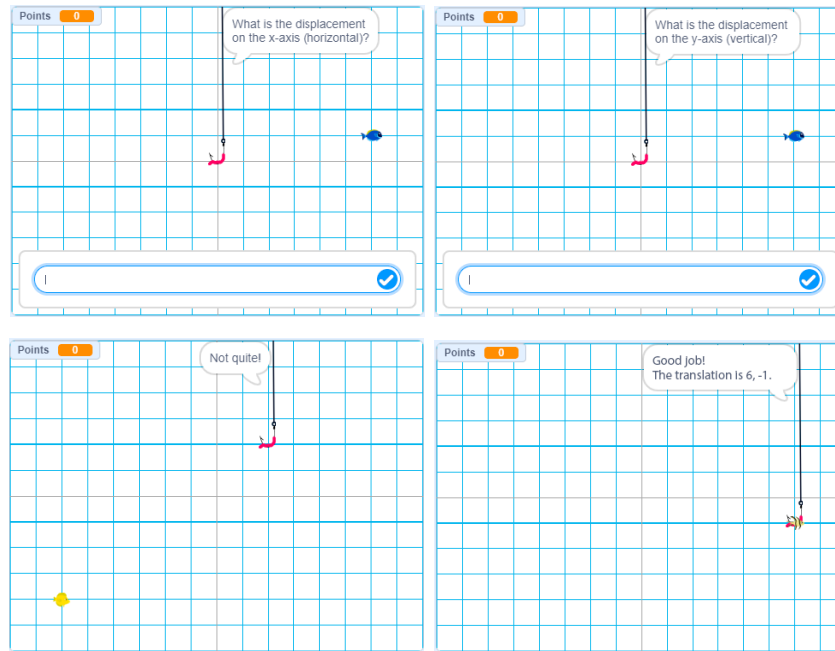 Points 0
What is the displacement
on the x-axis (horizontal)?
Points 0
What is the displacement
on the y-axis (vertical)?
Points 0
Not quite!
Points 0
Good Job!
The translation is 6, -1.